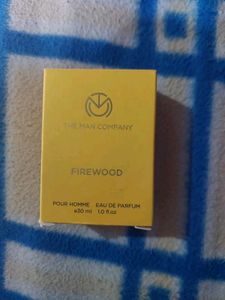 THE MAN COMPANY
FIREWOOD
POUR HOMME EAU DE PARFUM
e30 ml 1.0 fl.oz